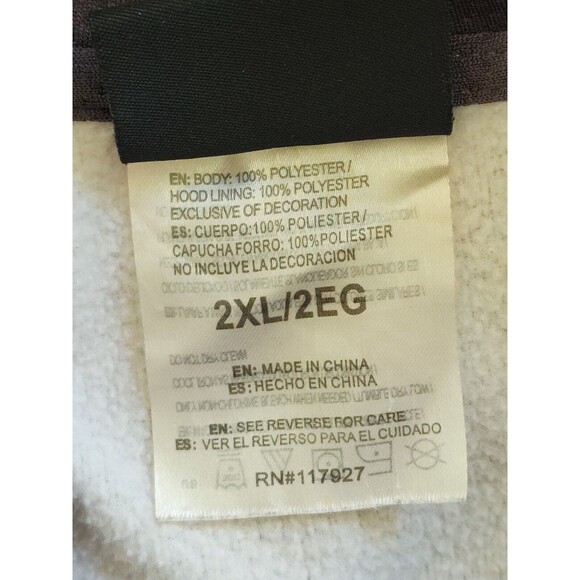 EN: BODY: 100% POLYESTER /
HOOD LINING: 100% POLYESTER
EXCLUSIVE OF DECORATION
ES: CUERPO: 100% POLIESTER /
CAPUCHA FORRO: 100% POLIESTER
NO INCLUYE LA DECORACION
2XL/2EG
EN: MADE IN CHINA
ES: HECHO EN CHINA
EN: SEE REVERSE FOR CARE
ES: VER EL REVERSO PARA EL CUIDADO
RN#117927